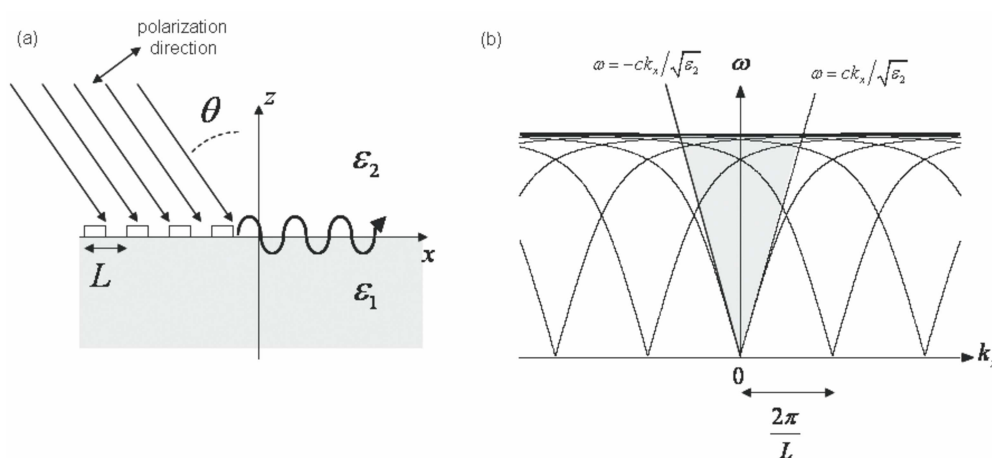 (a)
polarization
direction
θ
z
ε₂
L
x
ε₁
(b)
ω = -ckₓ/√ε₂
ω
ω = ckₓ/√ε₂
0
2π
L